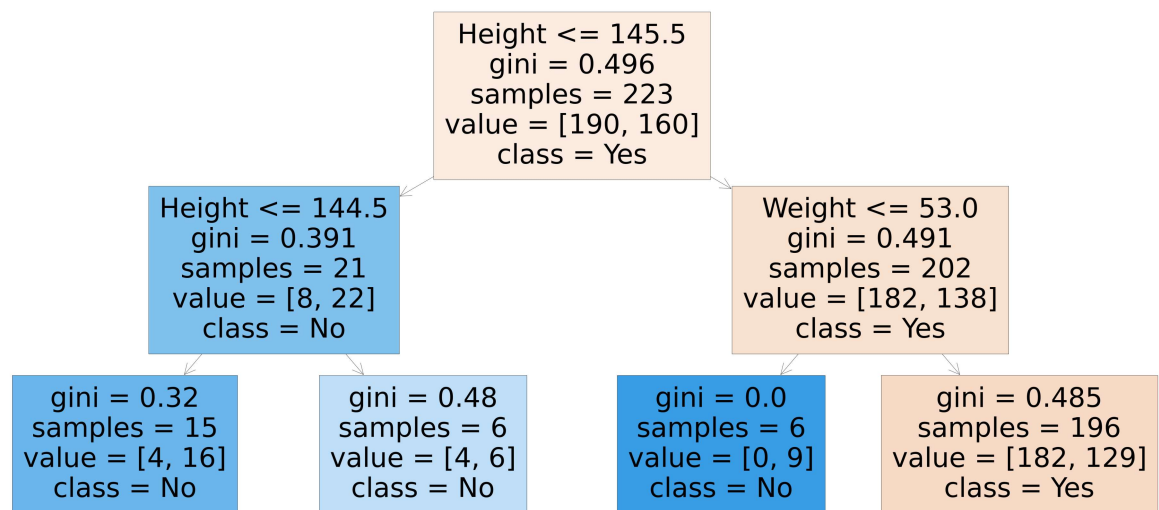 Height <= 145.5
gini = 0.496
samples = 223
value = [190, 160]
class = Yes
Height <= 144.5
gini = 0.391
samples = 21
value = [8, 22]
class = No
Weight <= 53.0
gini = 0.491
samples = 202
value = [182, 138]
class = Yes
gini = 0.32
samples = 15
value = [4, 16]
class = No
gini = 0.48
samples = 6
value = [4, 6]
class = No
gini = 0.0
samples = 6
value = [0, 9]
class = No
gini = 0.485
samples = 196
value = [182, 129]
class = Yes